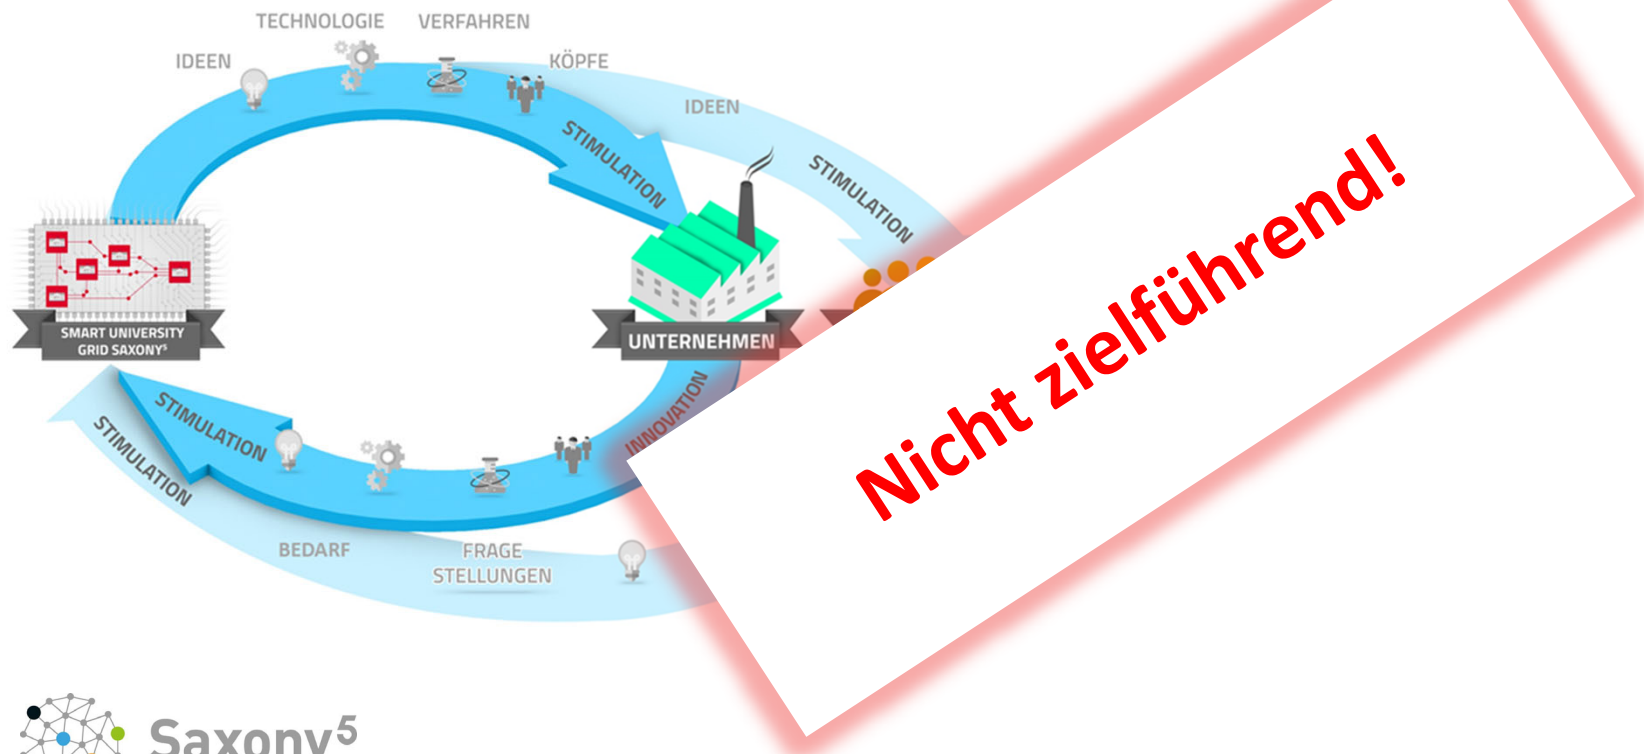 TECHNOLOGIE
VERFAHREN
IDEEN
KÖPFE
IDEEN
STIMULATION
STIMULATION
SMART UNIVERSITY
GRID SAXONY⁵
UNTERNEHMEN
Nicht zielführend!
STIMULATION
INNOVATION
STIMULATION
BEDARF
FRAGE
STELLUNGEN
Saxony⁵